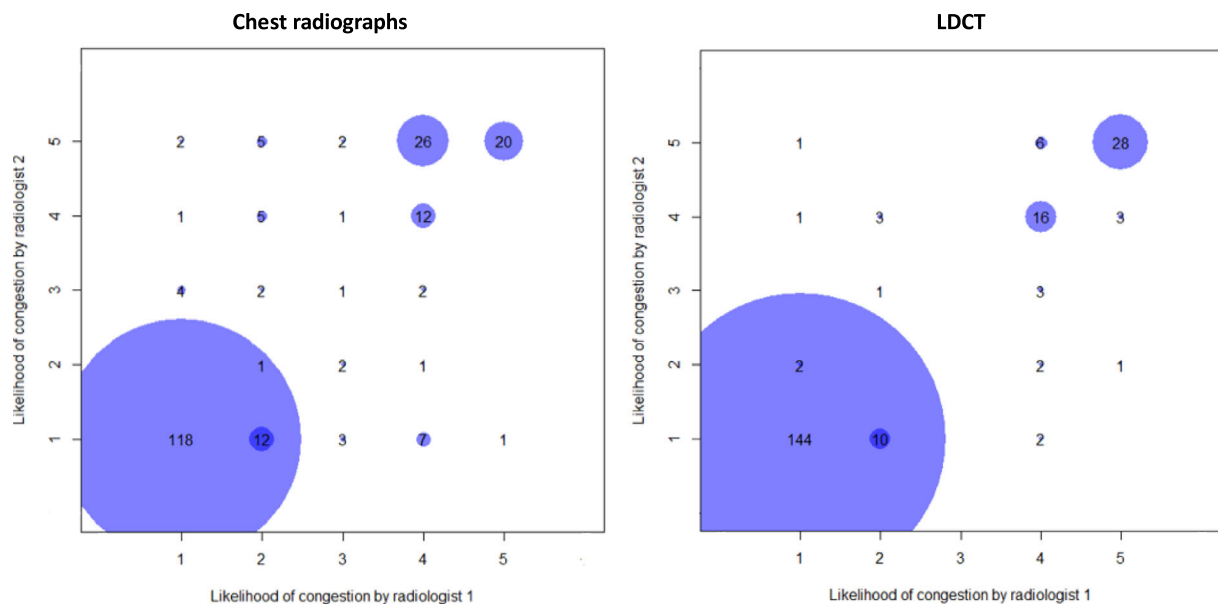 Chest radiographs
Likelihood of congestion by radiologist 2
5 2 5 2 26 20
4 1 5 1 12
3 4 2 1 2
2 1 2 1
1 118 12 3 7 1
1 2 3 4 5
Likelihood of congestion by radiologist 1
LDCT
Likelihood of congestion by radiologist 2
5 1 6 28
4 1 3 16 3
3 1 3
2 2 2 1
1 144 10 2
1 2 3 4 5
Likelihood of congestion by radiologist 1